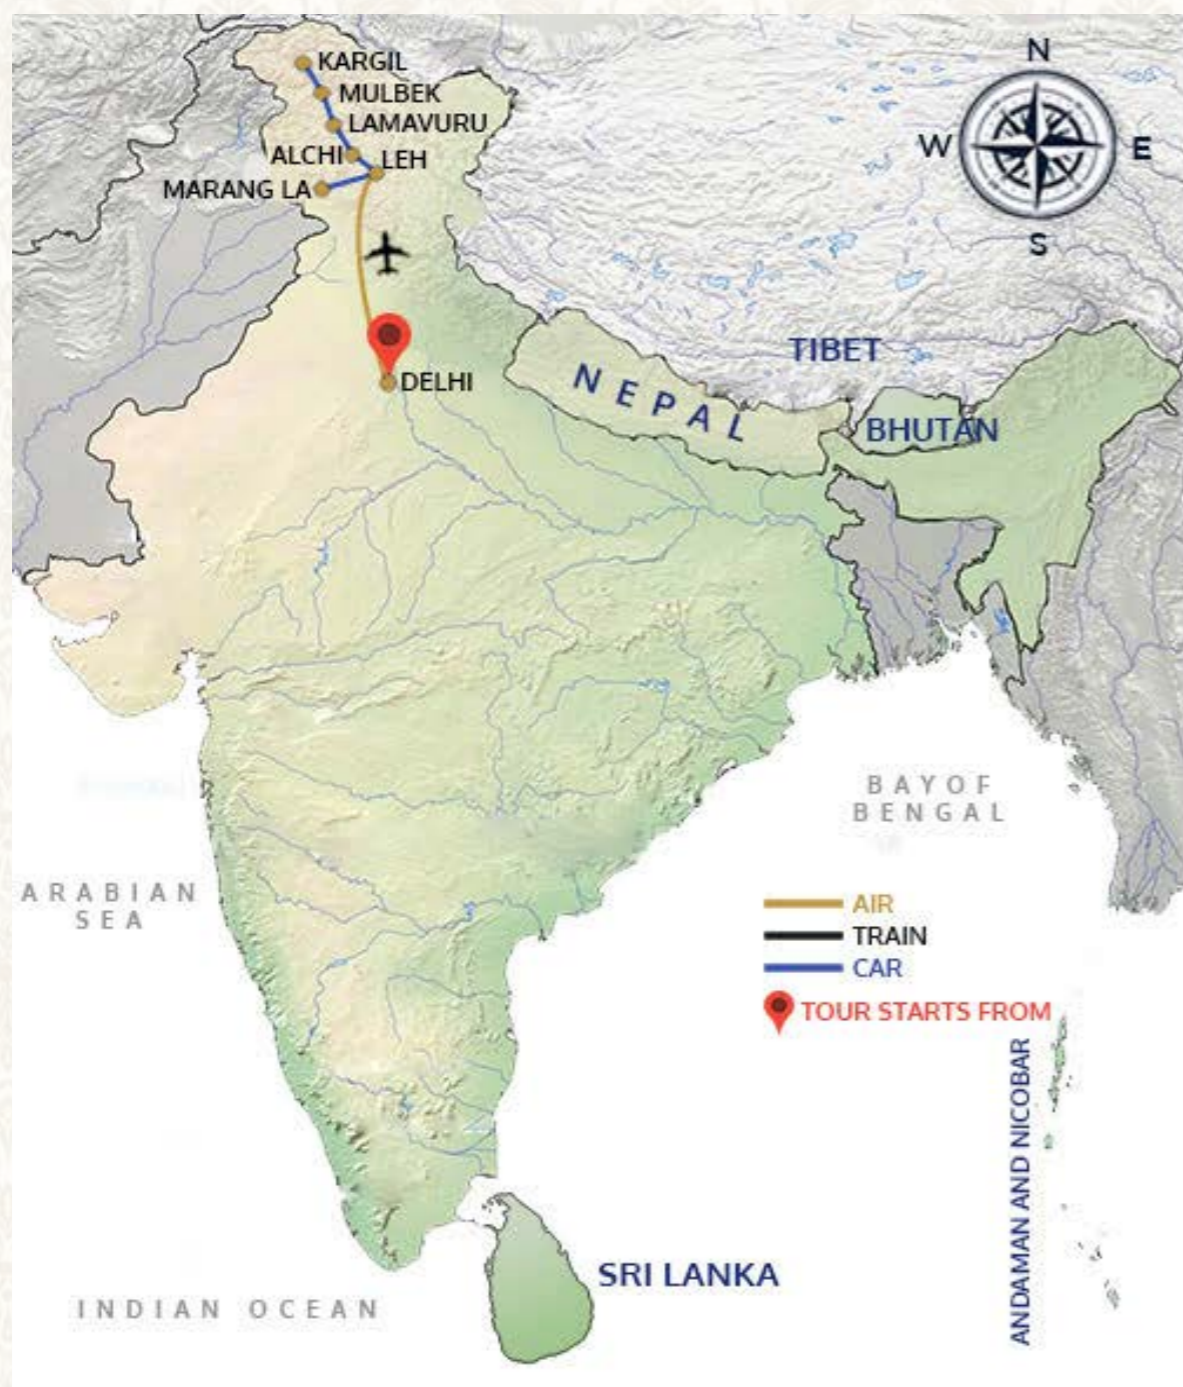 N
KARGIL
MULBEK
LAMAVURU
W
E
ALCHI
LEH
MARANG LA
S
TIBET
DELHI
NEPAL
BHUTAN
BAY OF
BENGAL
ARABIAN
SEA
AIR
TRAIN
CAR
TOUR STARTS FROM
ANDAMAN AND NICOBAR
SRI LANKA
INDIAN OCEAN